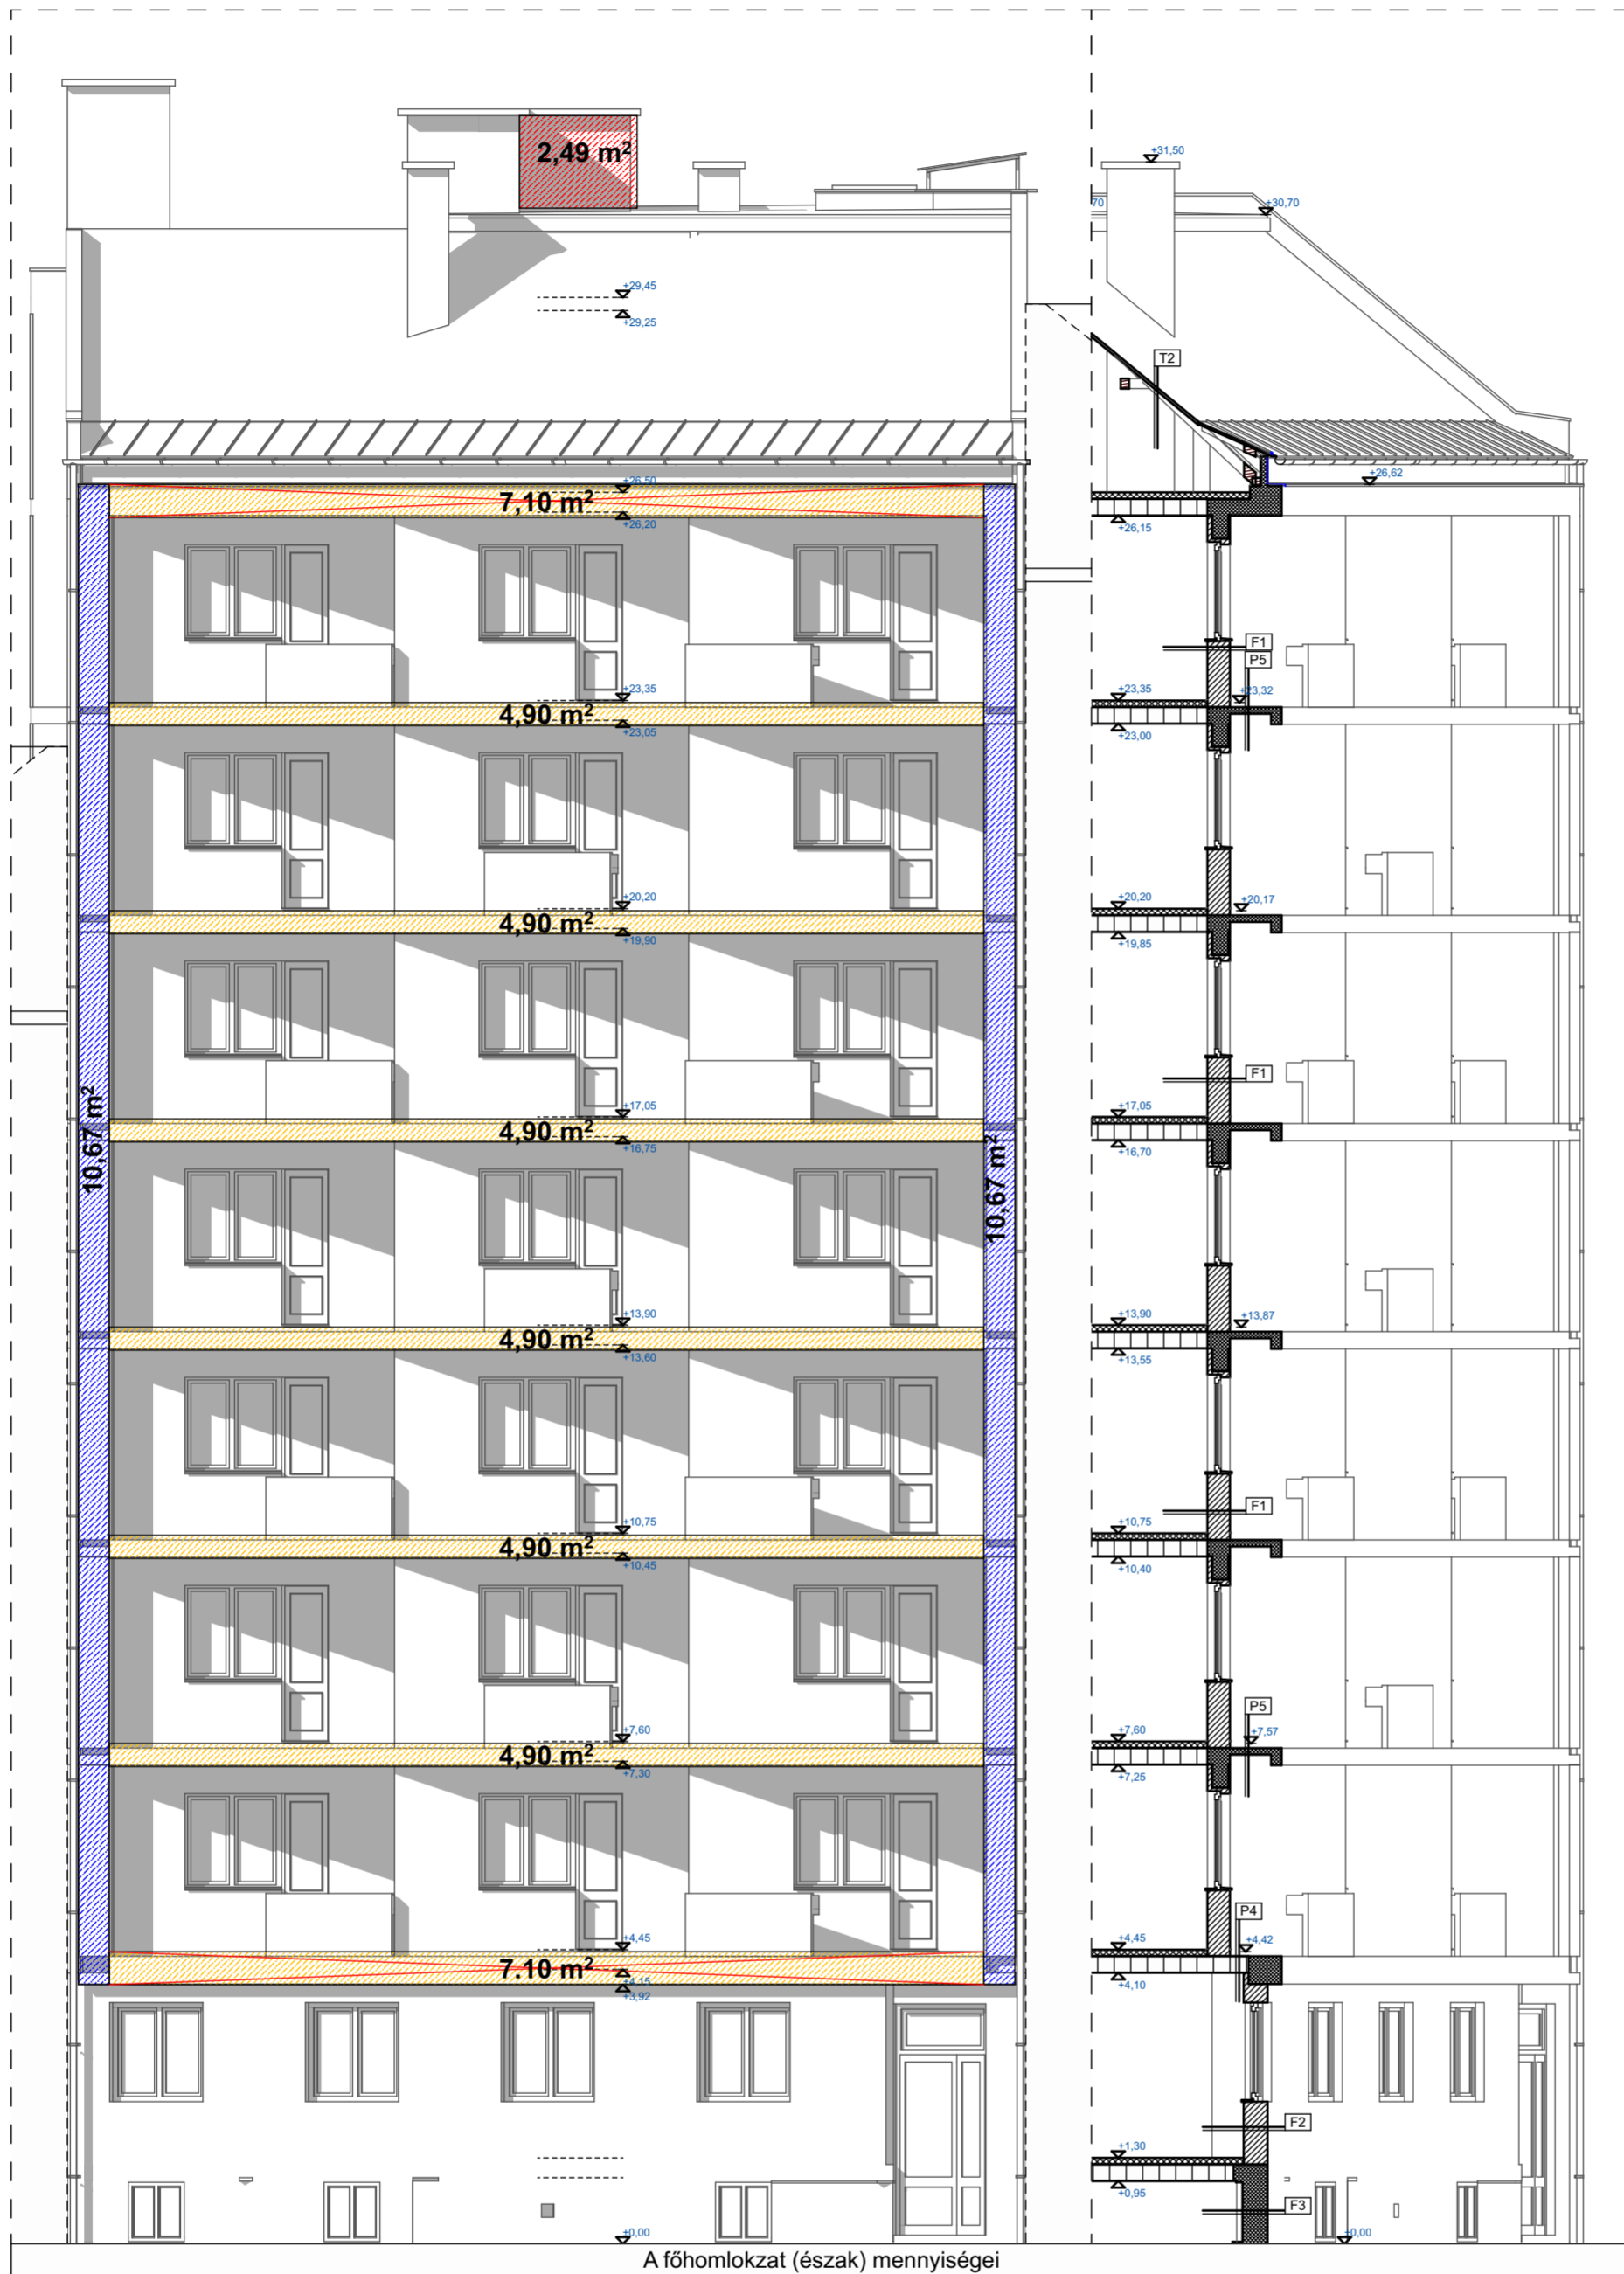 2,49 m²
+31,50
70
+30,70
+29,45
+29,25
T2
+26,62
+26,50
7,10 m²
+26,20
+26,15
F1
P5
+23,35
+23,35
+23,32
4,90 m²
+23,05
+23,00
+20,20
+20,20
+20,17
4,90 m²
+19,90
+19,85
F1
10,67 m²
+17,05
+17,05
4,90 m²
+16,75
+16,70
10,67 m²
+13,90
+13,90
+13,87
4,90 m²
+13,60
+13,55
F1
+10,75
+10,75
4,90 m²
+10,45
+10,40
P5
+7,60
+7,60
+7,57
4,90 m²
+7,30
+7,25
P4
+4,45
+4,45
+4,42
7.10 m²
+4,15
+4,10
+3,92
F2
+1,30
+0,95
F3
+0,00
+0,00
A főhomlokzat (észak) mennyiségei